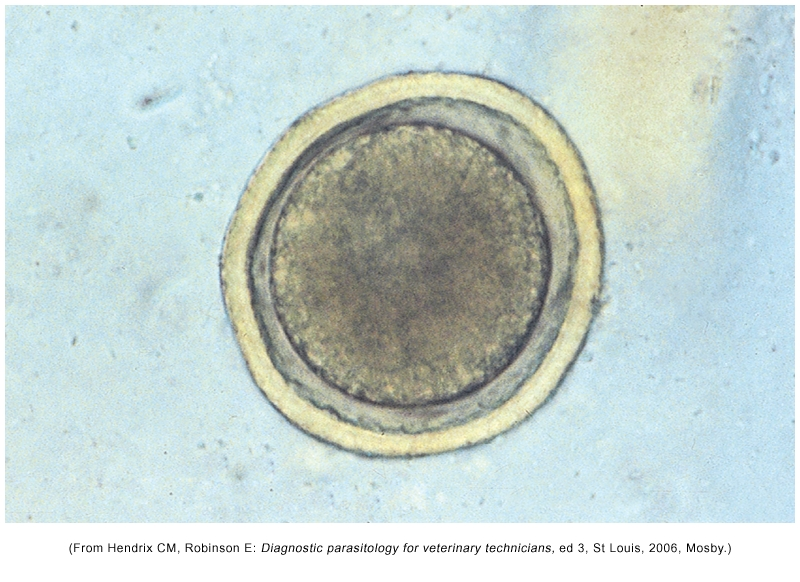 (From Hendrix CM, Robinson E: Diagnostic parasitology for veterinary technicians, ed 3, St Louis, 2006, Mosby.)